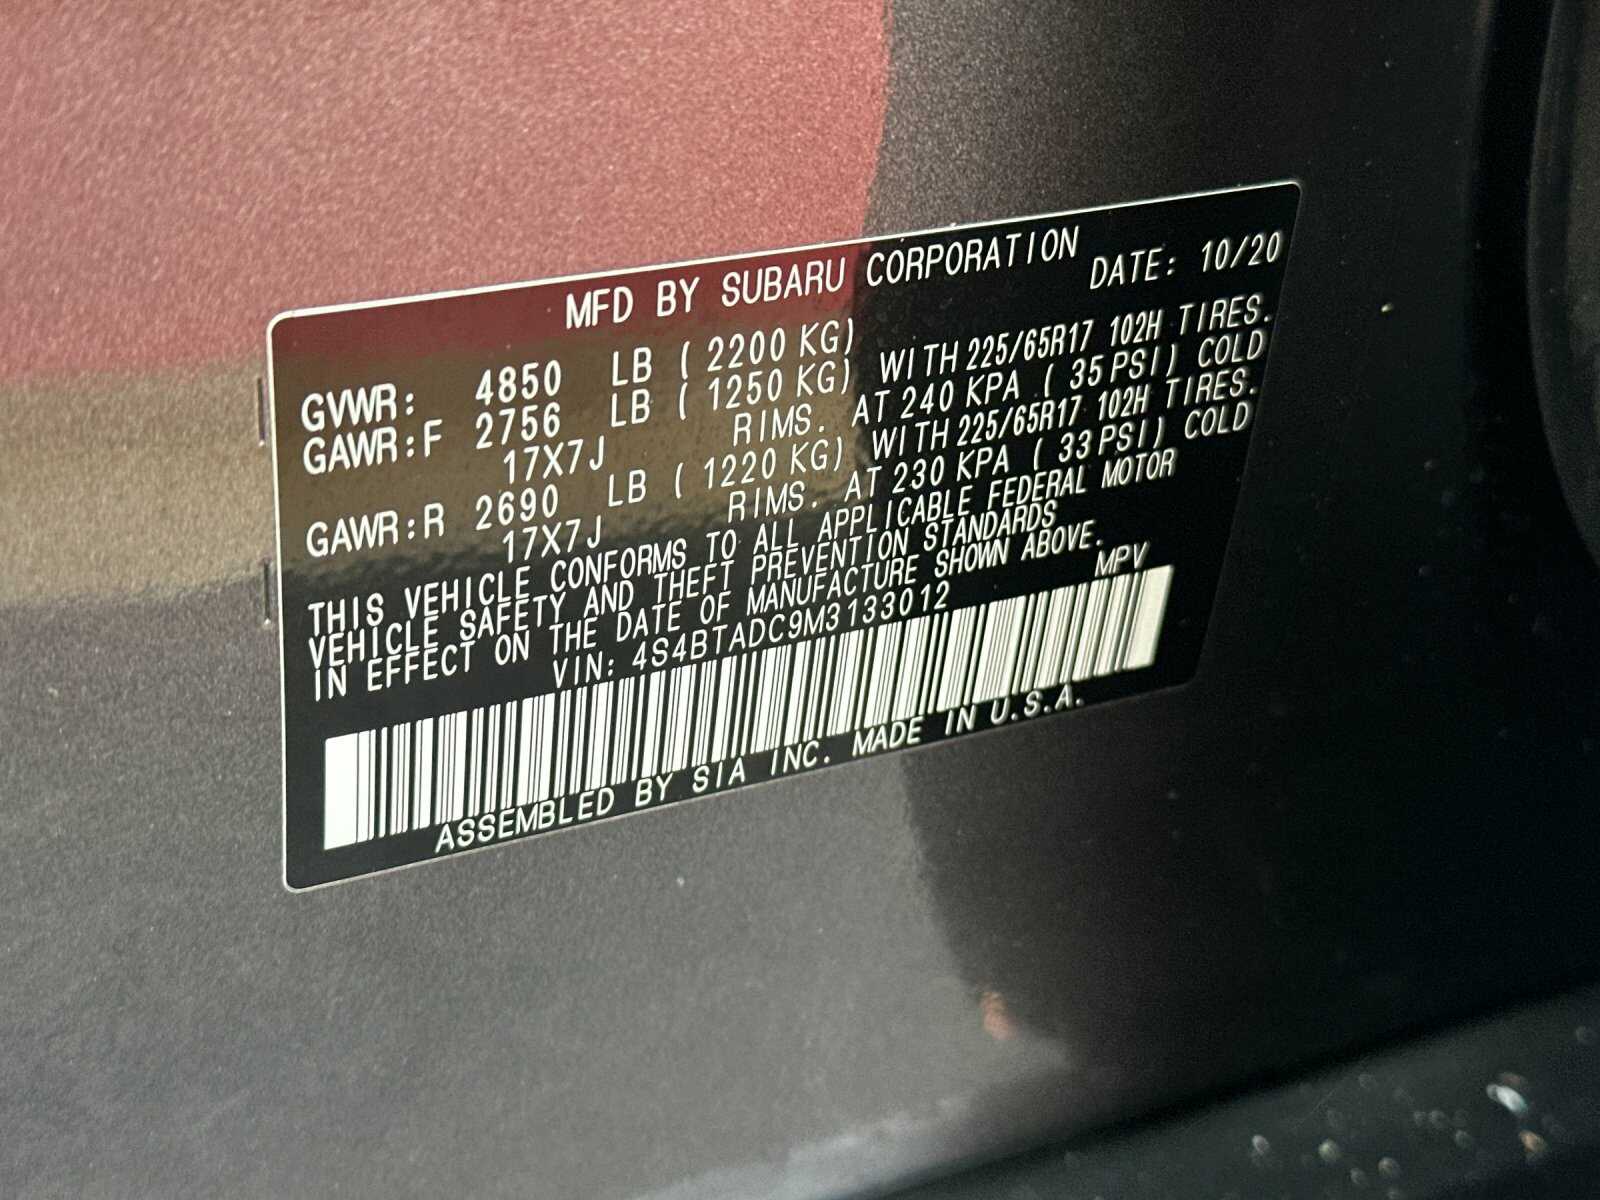 MFD BY SUBARU CORPORATION DATE: 10/20
GVWR: 4850 LB ( 2200 KG)
GAWR:F 2756 LB ( 1250 KG) WITH 225/65R17 102H TIRES.
17X7J RIMS. AT 240 KPA ( 35 PSI) COLD
GAWR:R 2690 LB ( 1220 KG) WITH 225/65R17 102H TIRES.
17X7J RIMS. AT 230 KPA ( 33 PSI) COLD
THIS VEHICLE CONFORMS TO ALL APPLICABLE FEDERAL MOTOR
VEHICLE SAFETY AND THEFT PREVENTION STANDARDS
IN EFFECT ON THE DATE OF MANUFACTURE SHOWN ABOVE.
VIN: 4S4BTADC9M3133012 MPV
ASSEMBLED BY SIA INC. MADE IN U.S.A.